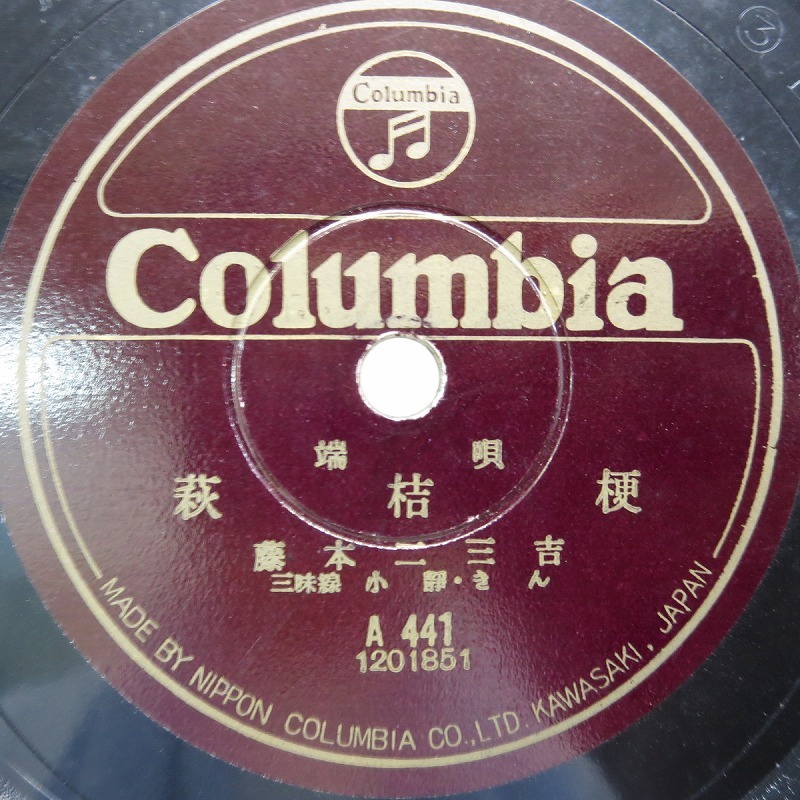 Columbia
Columbia
端唄
萩桔梗
藤本二三吉
三味線 小靜・きん
A 441
1201851
MADE BY NIPPON COLUMBIA CO.,LTD. KAWASAKI, JAPAN